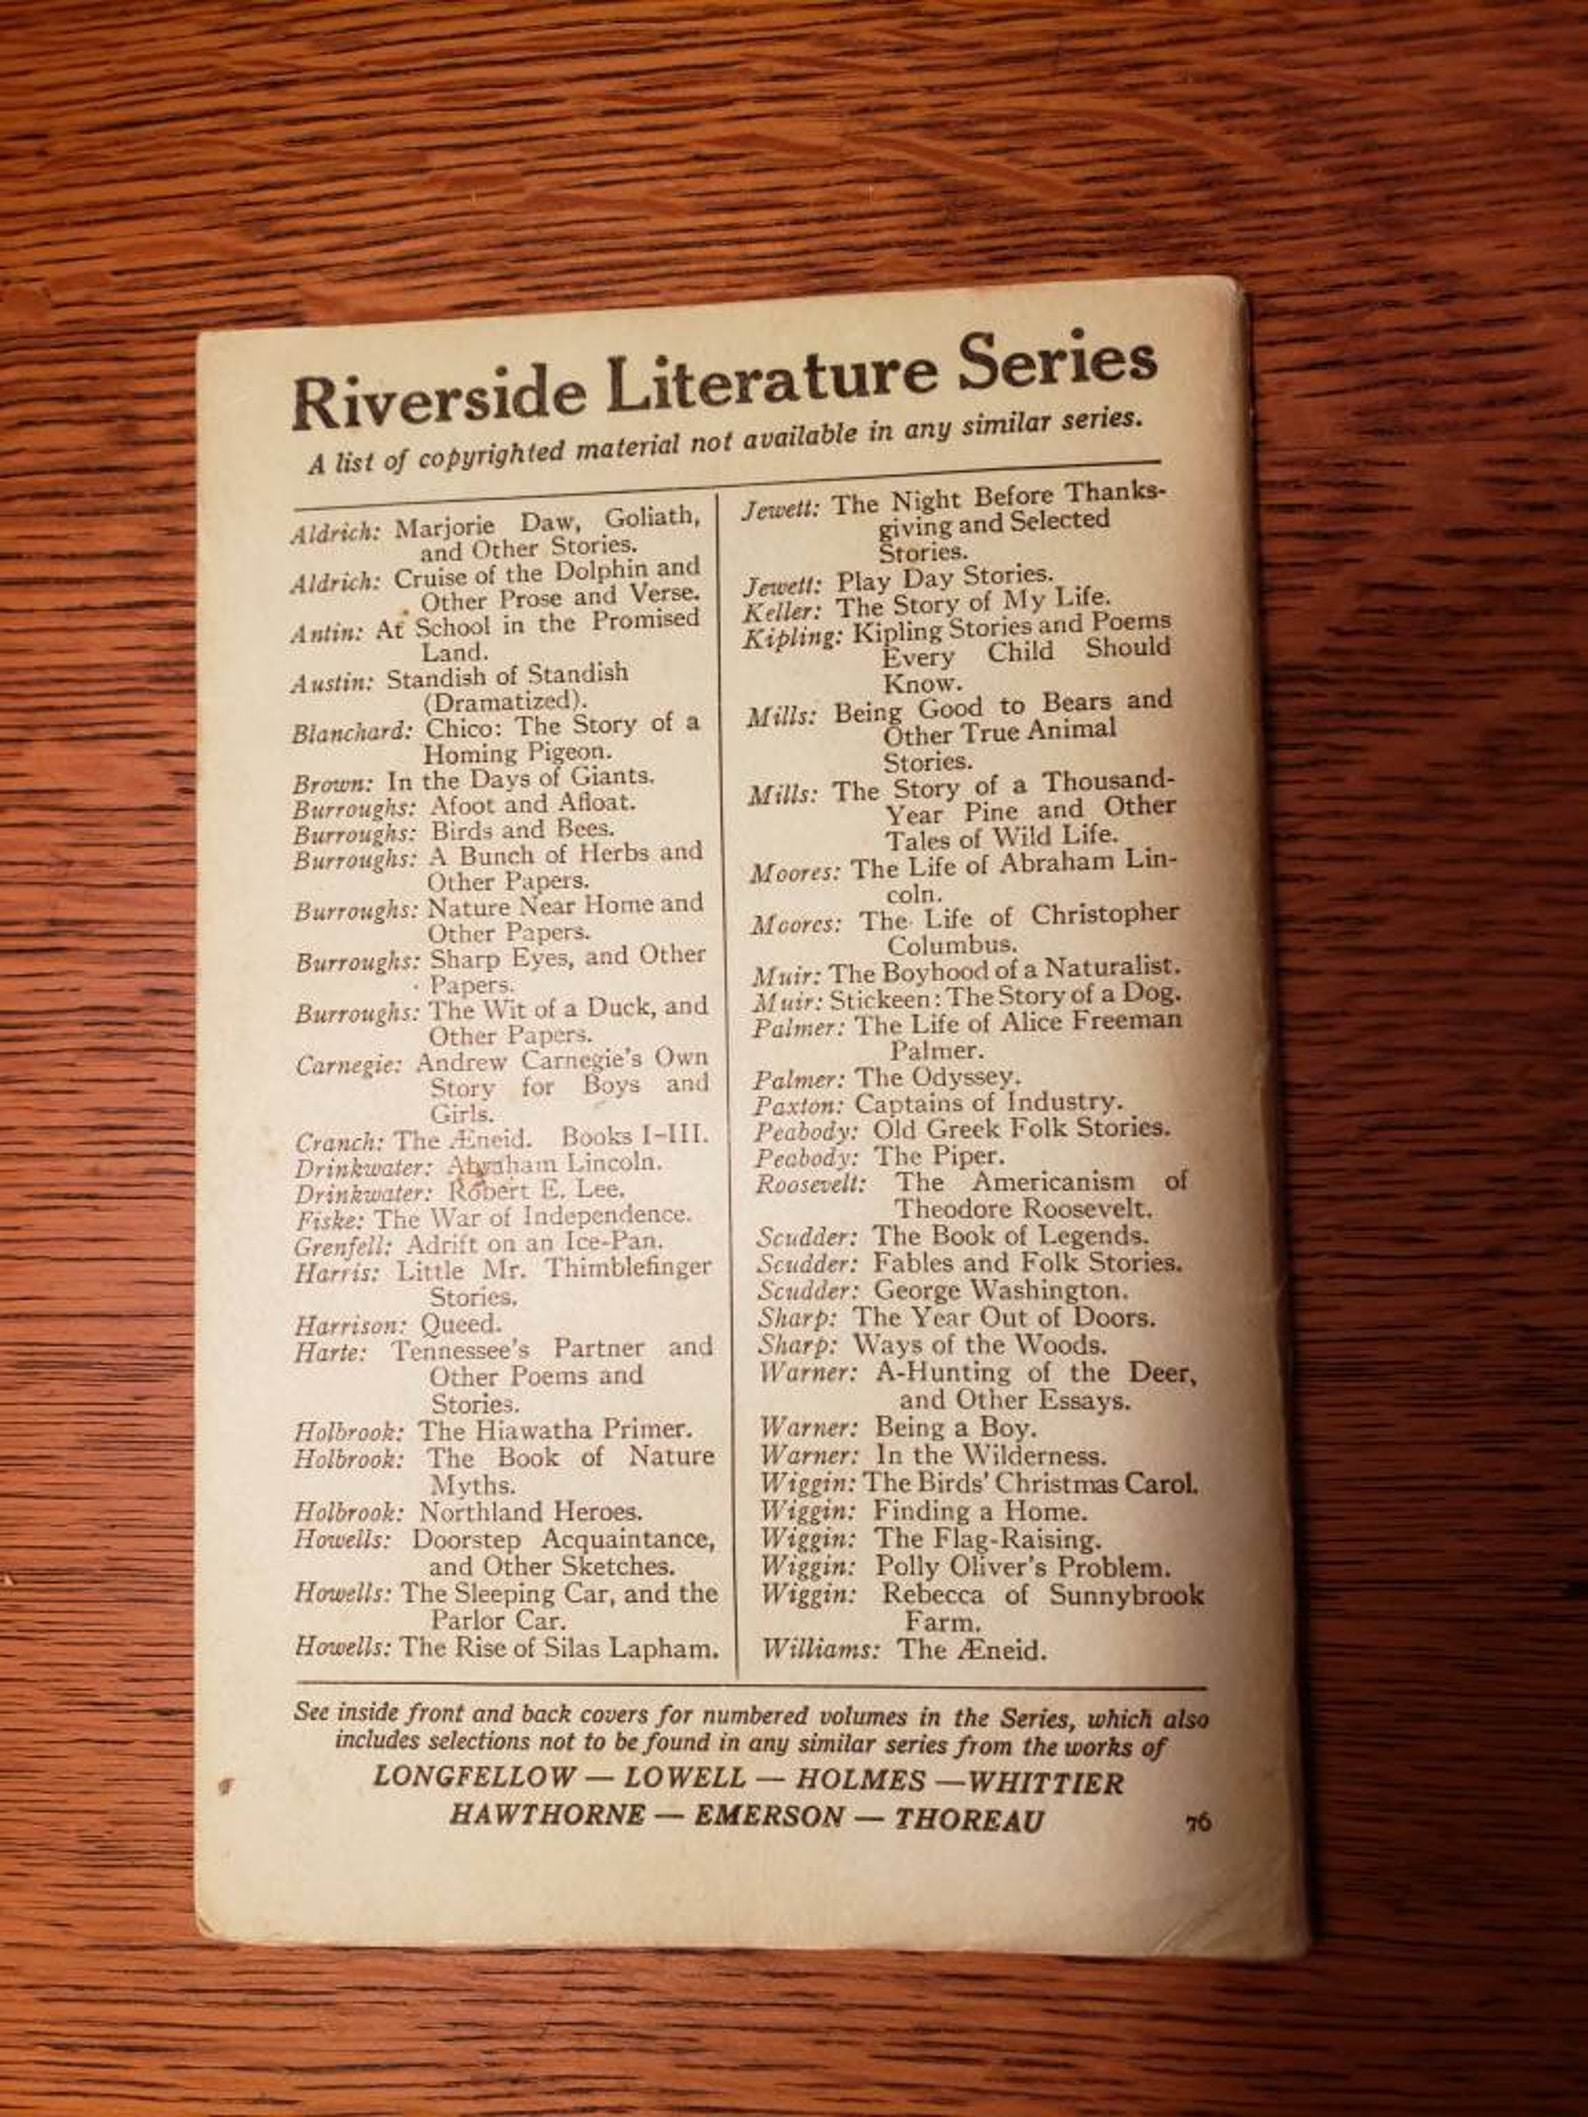 Riverside Literature Series
A list of copyrighted material not available in any similar series.
Aldrich: Marjorie Daw, Goliath,
and Other Stories.
Aldrich: Cruise of the Dolphin and
Other Prose and Verse.
Antin: At School in the Promised
Land.
Austin: Standish of Standish
(Dramatized).
Blanchard: Chico: The Story of a
Homing Pigeon.
Brown: In the Days of Giants.
Burroughs: Afoot and Afloat.
Burroughs: Birds and Bees.
Burroughs: A Bunch of Herbs and
Other Papers.
Burroughs: Nature Near Home and
Other Papers.
Burroughs: Sharp Eyes, and Other
Papers.
Burroughs: The Wit of a Duck, and
Other Papers.
Carnegie: Andrew Carnegie's Own
Story for Boys and
Girls.
Cranch: The Æneid. Books I–III.
Drinkwater: Abraham Lincoln.
Drinkwater: Robert E. Lee.
Fiske: The War of Independence.
Grenfell: Adrift on an Ice-Pan.
Harris: Little Mr. Thimblefinger
Stories.
Harrison: Queed.
Harte: Tennessee's Partner and
Other Poems and
Stories.
Holbrook: The Hiawatha Primer.
Holbrook: The Book of Nature
Myths.
Holbrook: Northland Heroes.
Howells: Doorstep Acquaintance,
and Other Sketches.
Howells: The Sleeping Car, and the
Parlor Car.
Howells: The Rise of Silas Lapham.
Jewett: The Night Before Thanks-
giving and Selected
Stories.
Jewett: Play Day Stories.
Keller: The Story of My Life.
Kipling: Kipling Stories and Poems
Every Child Should
Know.
Mills: Being Good to Bears and
Other True Animal
Stories.
Mills: The Story of a Thousand-
Year Pine and Other
Tales of Wild Life.
Moores: The Life of Abraham Lin-
coln.
Moores: The Life of Christopher
Columbus.
Muir: The Boyhood of a Naturalist.
Muir: Stickeen: The Story of a Dog.
Palmer: The Life of Alice Freeman
Palmer.
Palmer: The Odyssey.
Paxton: Captains of Industry.
Peabody: Old Greek Folk Stories.
Peabody: The Piper.
Roosevelt: The Americanism of
Theodore Roosevelt.
Scudder: The Book of Legends.
Scudder: Fables and Folk Stories.
Scudder: George Washington.
Sharp: The Year Out of Doors.
Sharp: Ways of the Woods.
Warner: A-Hunting of the Deer,
and Other Essays.
Warner: Being a Boy.
Warner: In the Wilderness.
Wiggin: The Birds' Christmas Carol.
Wiggin: Finding a Home.
Wiggin: The Flag-Raising.
Wiggin: Polly Oliver's Problem.
Wiggin: Rebecca of Sunnybrook
Farm.
Williams: The Æneid.
See inside front and back covers for numbered volumes in the Series, which also
includes selections not to be found in any similar series from the works of
LONGFELLOW — LOWELL — HOLMES — WHITTIER
HAWTHORNE — EMERSON — THOREAU
76